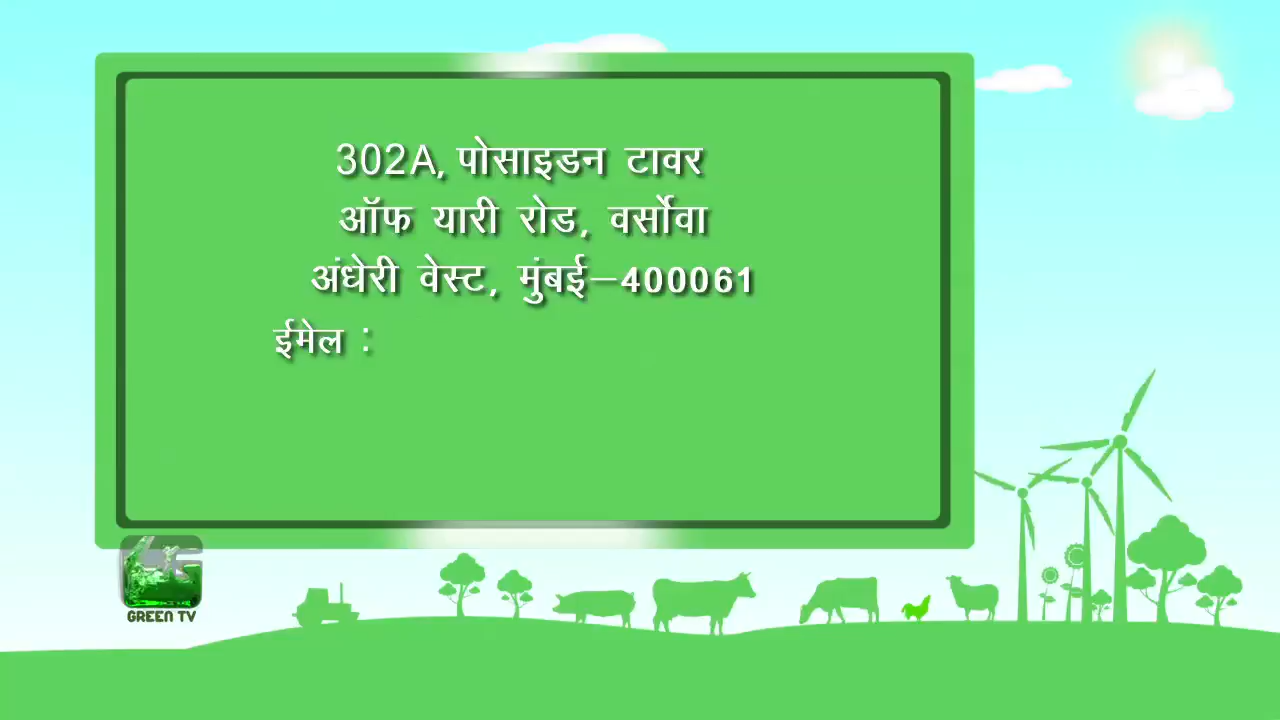 302A, पोसाइडन टावर
ऑफ यारी रोड, वर्सोवा
अंधेरी वेस्ट, मुंबई–400061
ईमेल :
GREEN TV